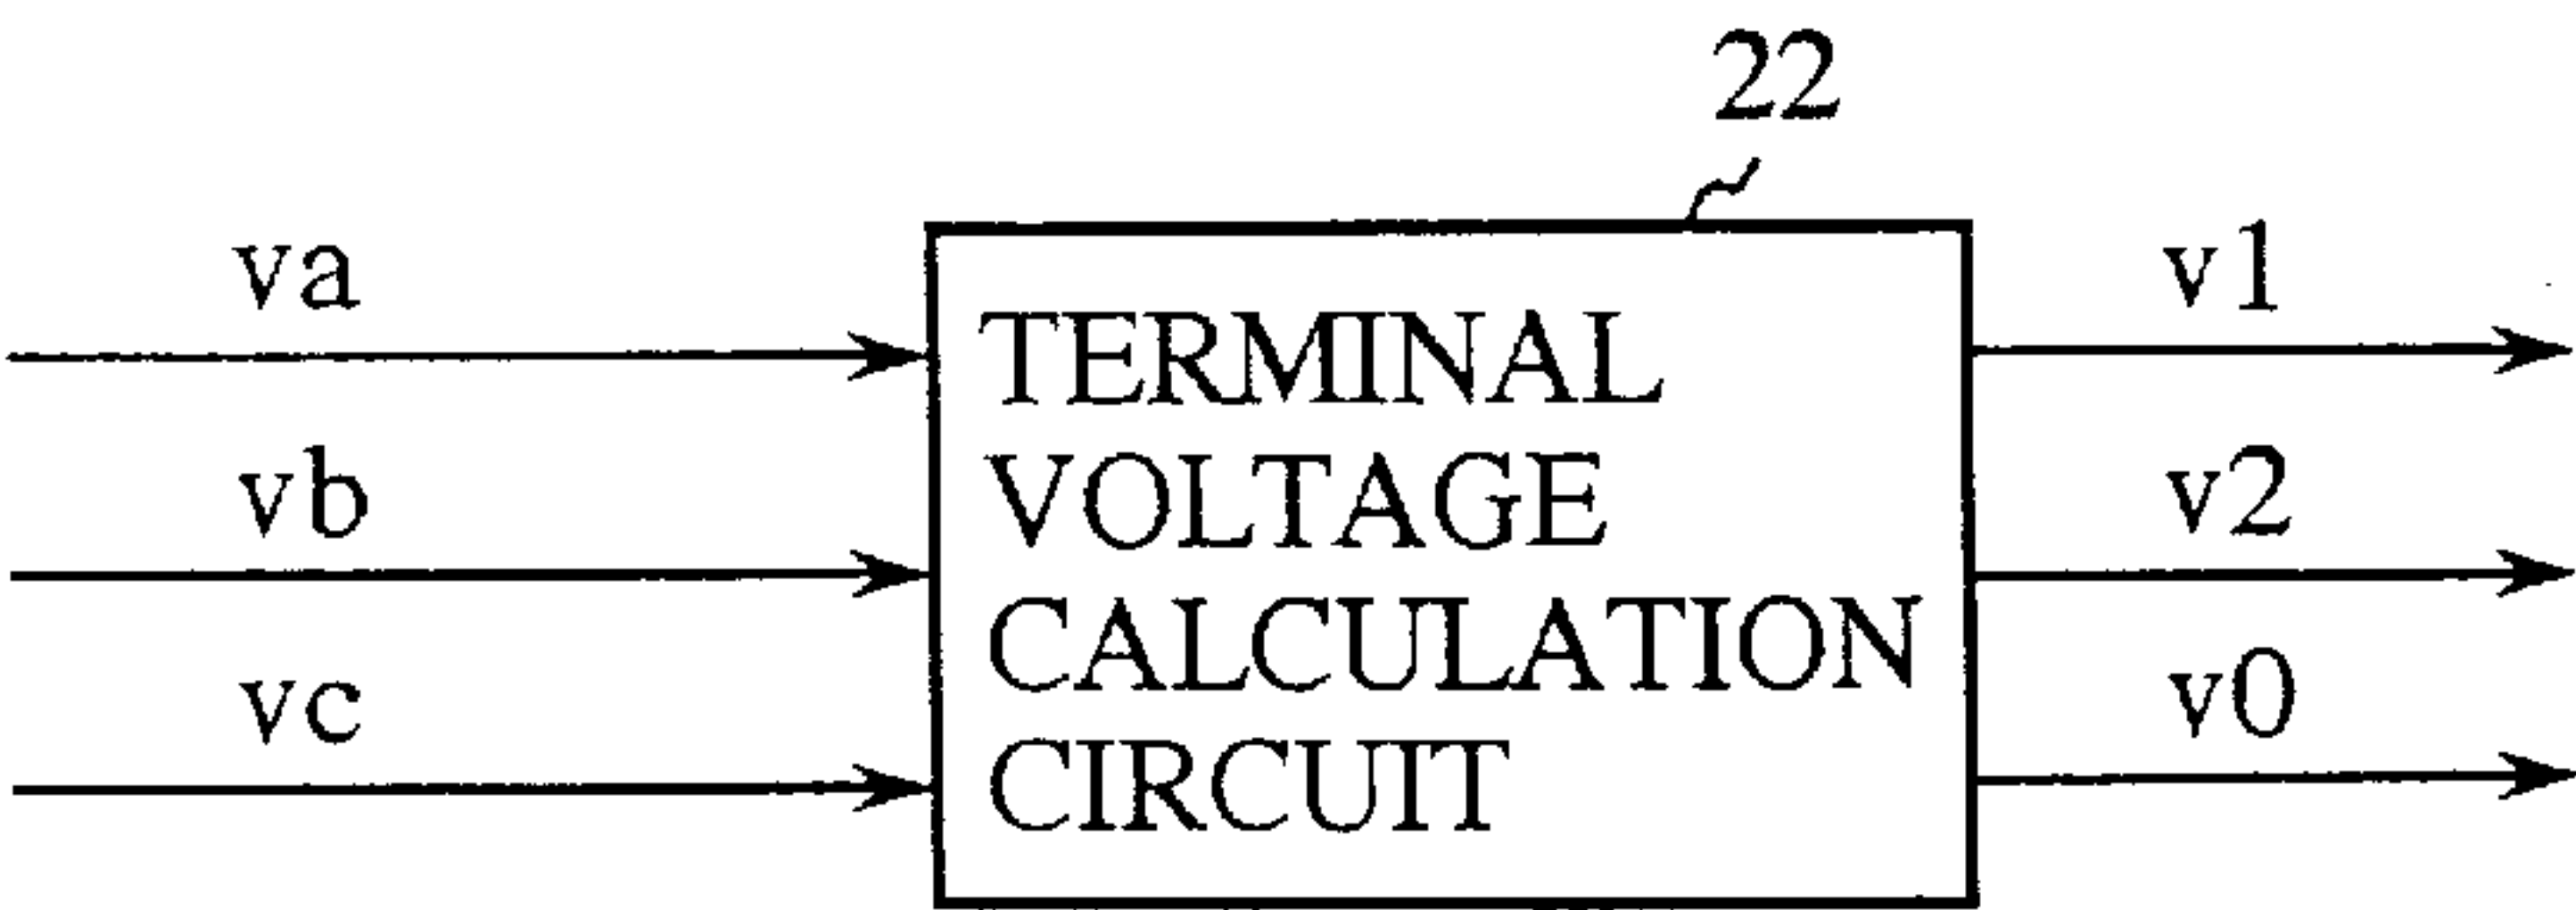 22
va
vb
vc
TERMINAL
VOLTAGE
CALCULATION
CIRCUIT
v1
v2
v0